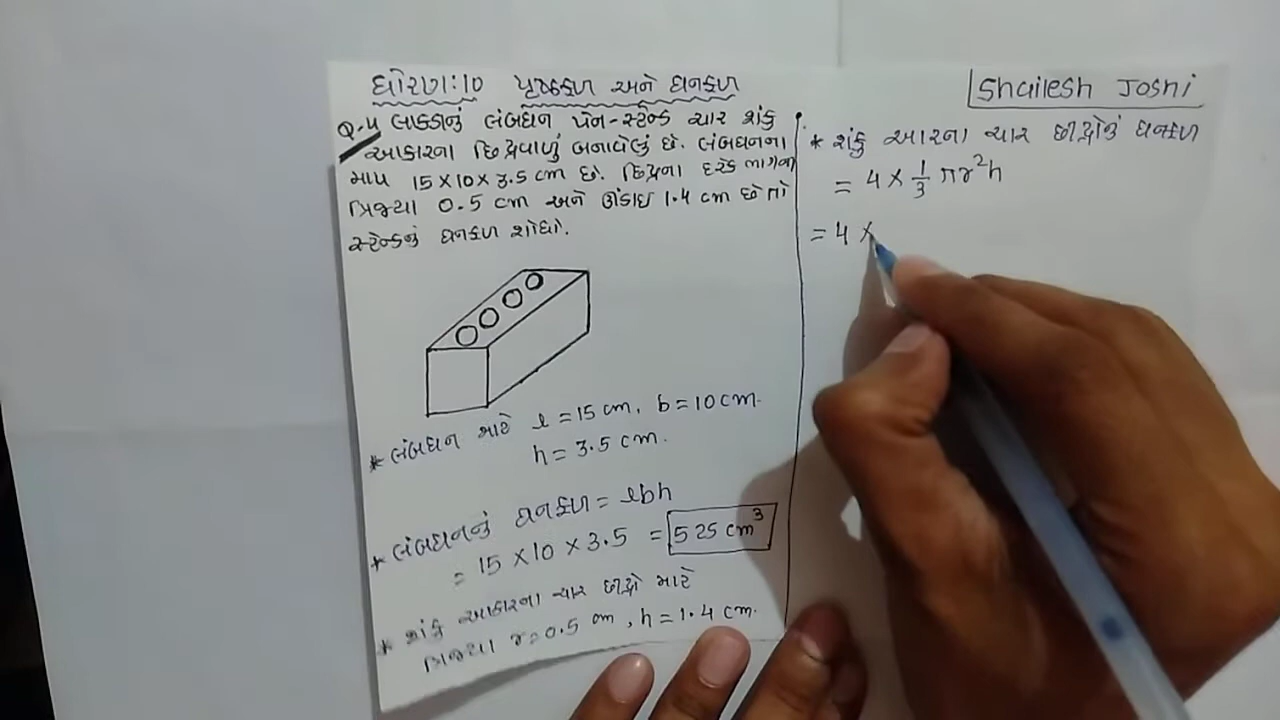 ધોરણ:10 પૃષ્ઠફળ અને ઘનફળ
Shailesh Joshi
Q-4 લાકડાનું લંબઘન પેન-સ્ટેન્ડ ચાર શંકુ
આકારના છિદ્રવાળું બનાવેલું છે. લંબઘનના
માપ 15×10×3.5 cm છે. છિદ્રના દરેક ભાગની
ત્રિજ્યા 0.5 cm અને ઊંડાઇ 1.4 cm છે તો
સ્ટેન્ડનું ઘનફળ શોધો.
* લંબઘન માટે l = 15 cm, b = 10 cm.
h = 3.5 cm.
* લંબઘનનું ઘનફળ = lbh
= 15 × 10 × 3.5 = 525 cm³
* શંકુ આકારના ચાર છીદ્રો માટે
ત્રિજ્યા r = 0.5 cm, h = 1.4 cm.
* શંકુ આકારના ચાર છીદ્રોનું ઘનફળ
= 4 × 1/3 πr²h
= 4 ×